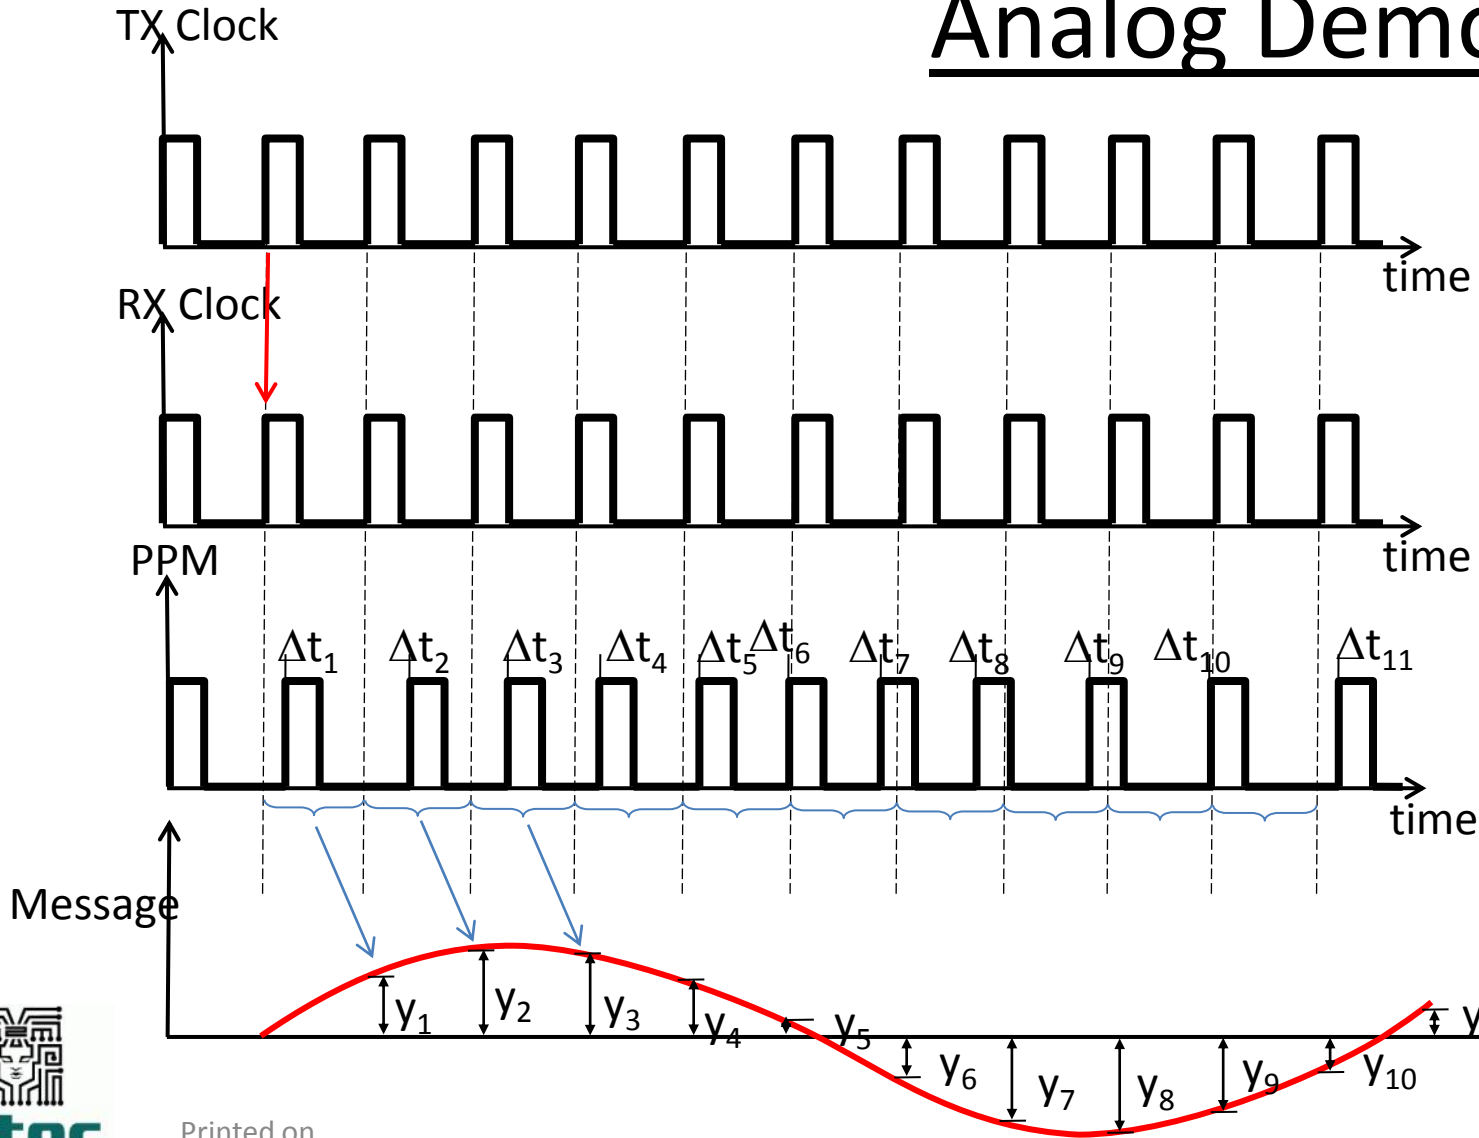 Analog Demo
TX Clock
time
RX Clock
time
PPM
Δt1 Δt2 Δt3 Δt4 Δt5 Δt6 Δt7 Δt8 Δt9 Δt10 Δt11
time
Message
y1 y2 y3 y4 y5 y6 y7 y8 y9 y10 y
Printed on